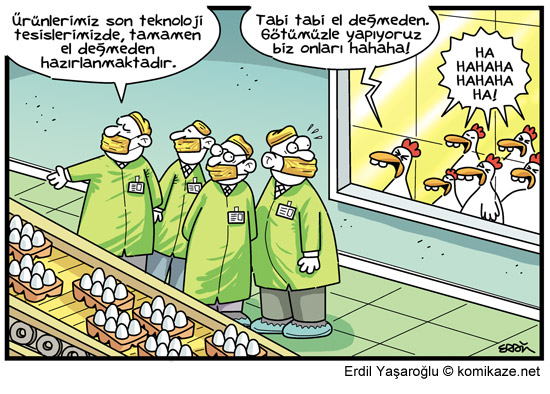 Ürünlerimiz son teknoloji
tesislerimizde, tamamen
el değmeden
hazırlanmaktadır.
Tabi tabi el değmeden.
Götümüzle yapıyoruz
biz onları hahaha!
HA
HAHAHA
HAHAHA
HA!
ERDİL
Erdil Yaşaroğlu © komikaze.net